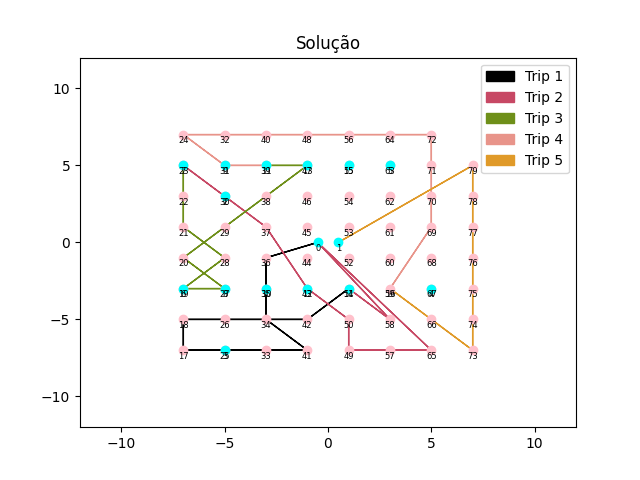 Solução
Trip 1
Trip 2
Trip 3
Trip 4
Trip 5
10
24 32 40 48 56 64 72
5
71 79
22 38 46 54 62 70 78
21 29 37 45 53 61 69 77
0
0 1
20 28 36 44 52 60 68 76
75
−5
18 26 34 42 50 58 66 74
17 33 41 49 57 65 73
−10
−10 −5 0 5 10